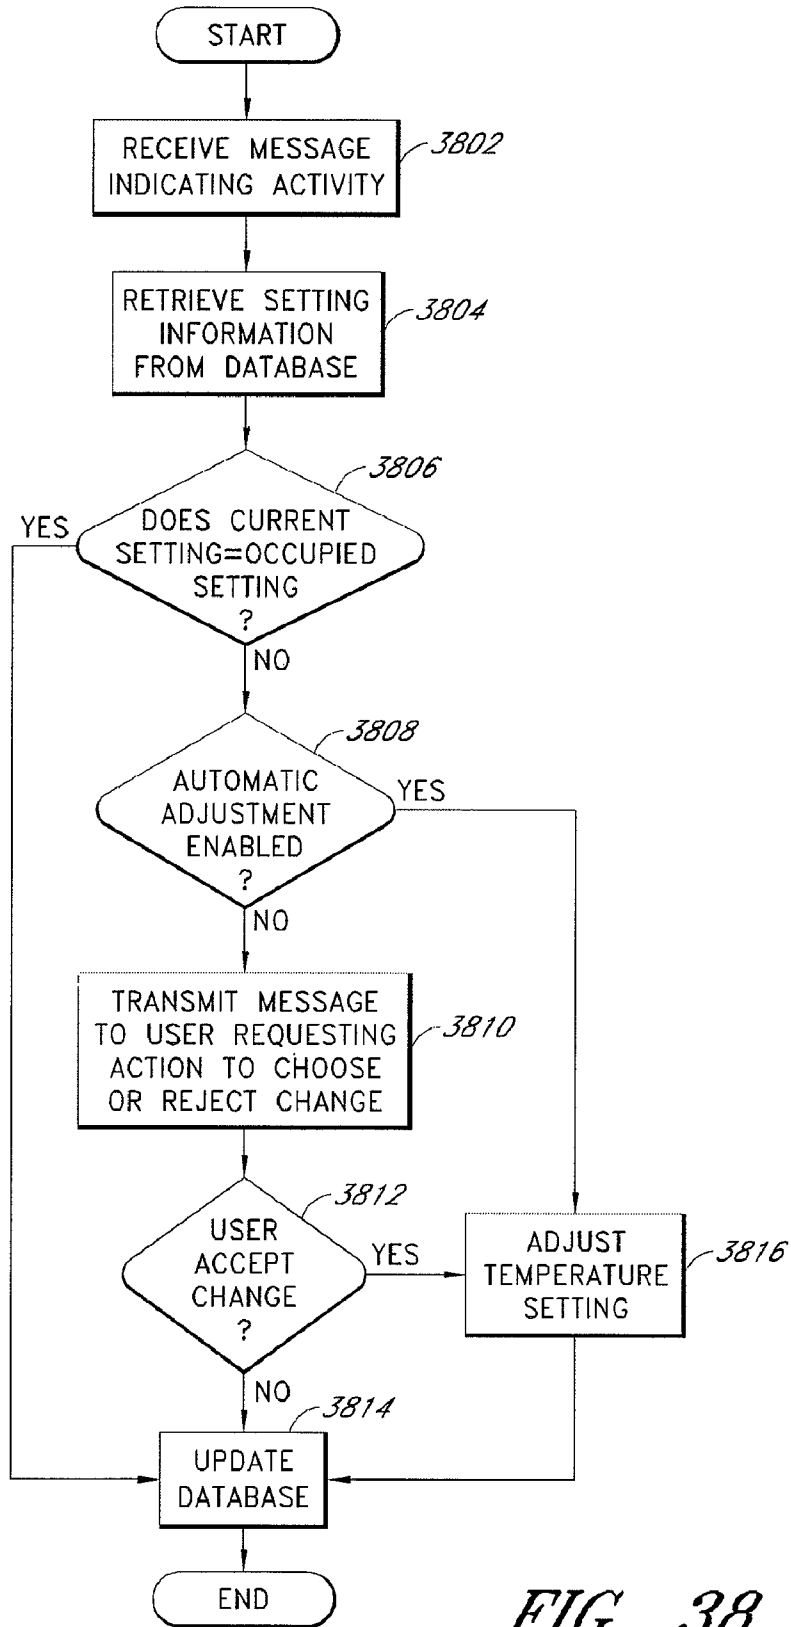 START
RECEIVE MESSAGE
INDICATING ACTIVITY
3802
RETRIEVE SETTING
INFORMATION
FROM DATABASE
3804
3806
DOES CURRENT
SETTING=OCCUPIED
SETTING
?
YES
NO
3808
AUTOMATIC
ADJUSTMENT
ENABLED
?
YES
NO
TRANSMIT MESSAGE
TO USER REQUESTING
ACTION TO CHOOSE
OR REJECT CHANGE
3810
3812
USER
ACCEPT
CHANGE
?
YES
NO
ADJUST
TEMPERATURE
SETTING
3816
3814
UPDATE
DATABASE
END
FIG. 38